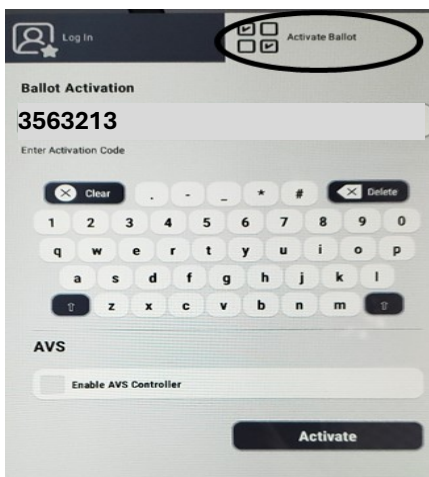 Log In
Activate Ballot
Ballot Activation
3563213
Enter Activation Code
Clear . - _ * # Delete
1 2 3 4 5 6 7 8 9 0
q w e r t y u i o p
a s d f g h j k l
z x c v b n m
AVS
Enable AVS Controller
Activate